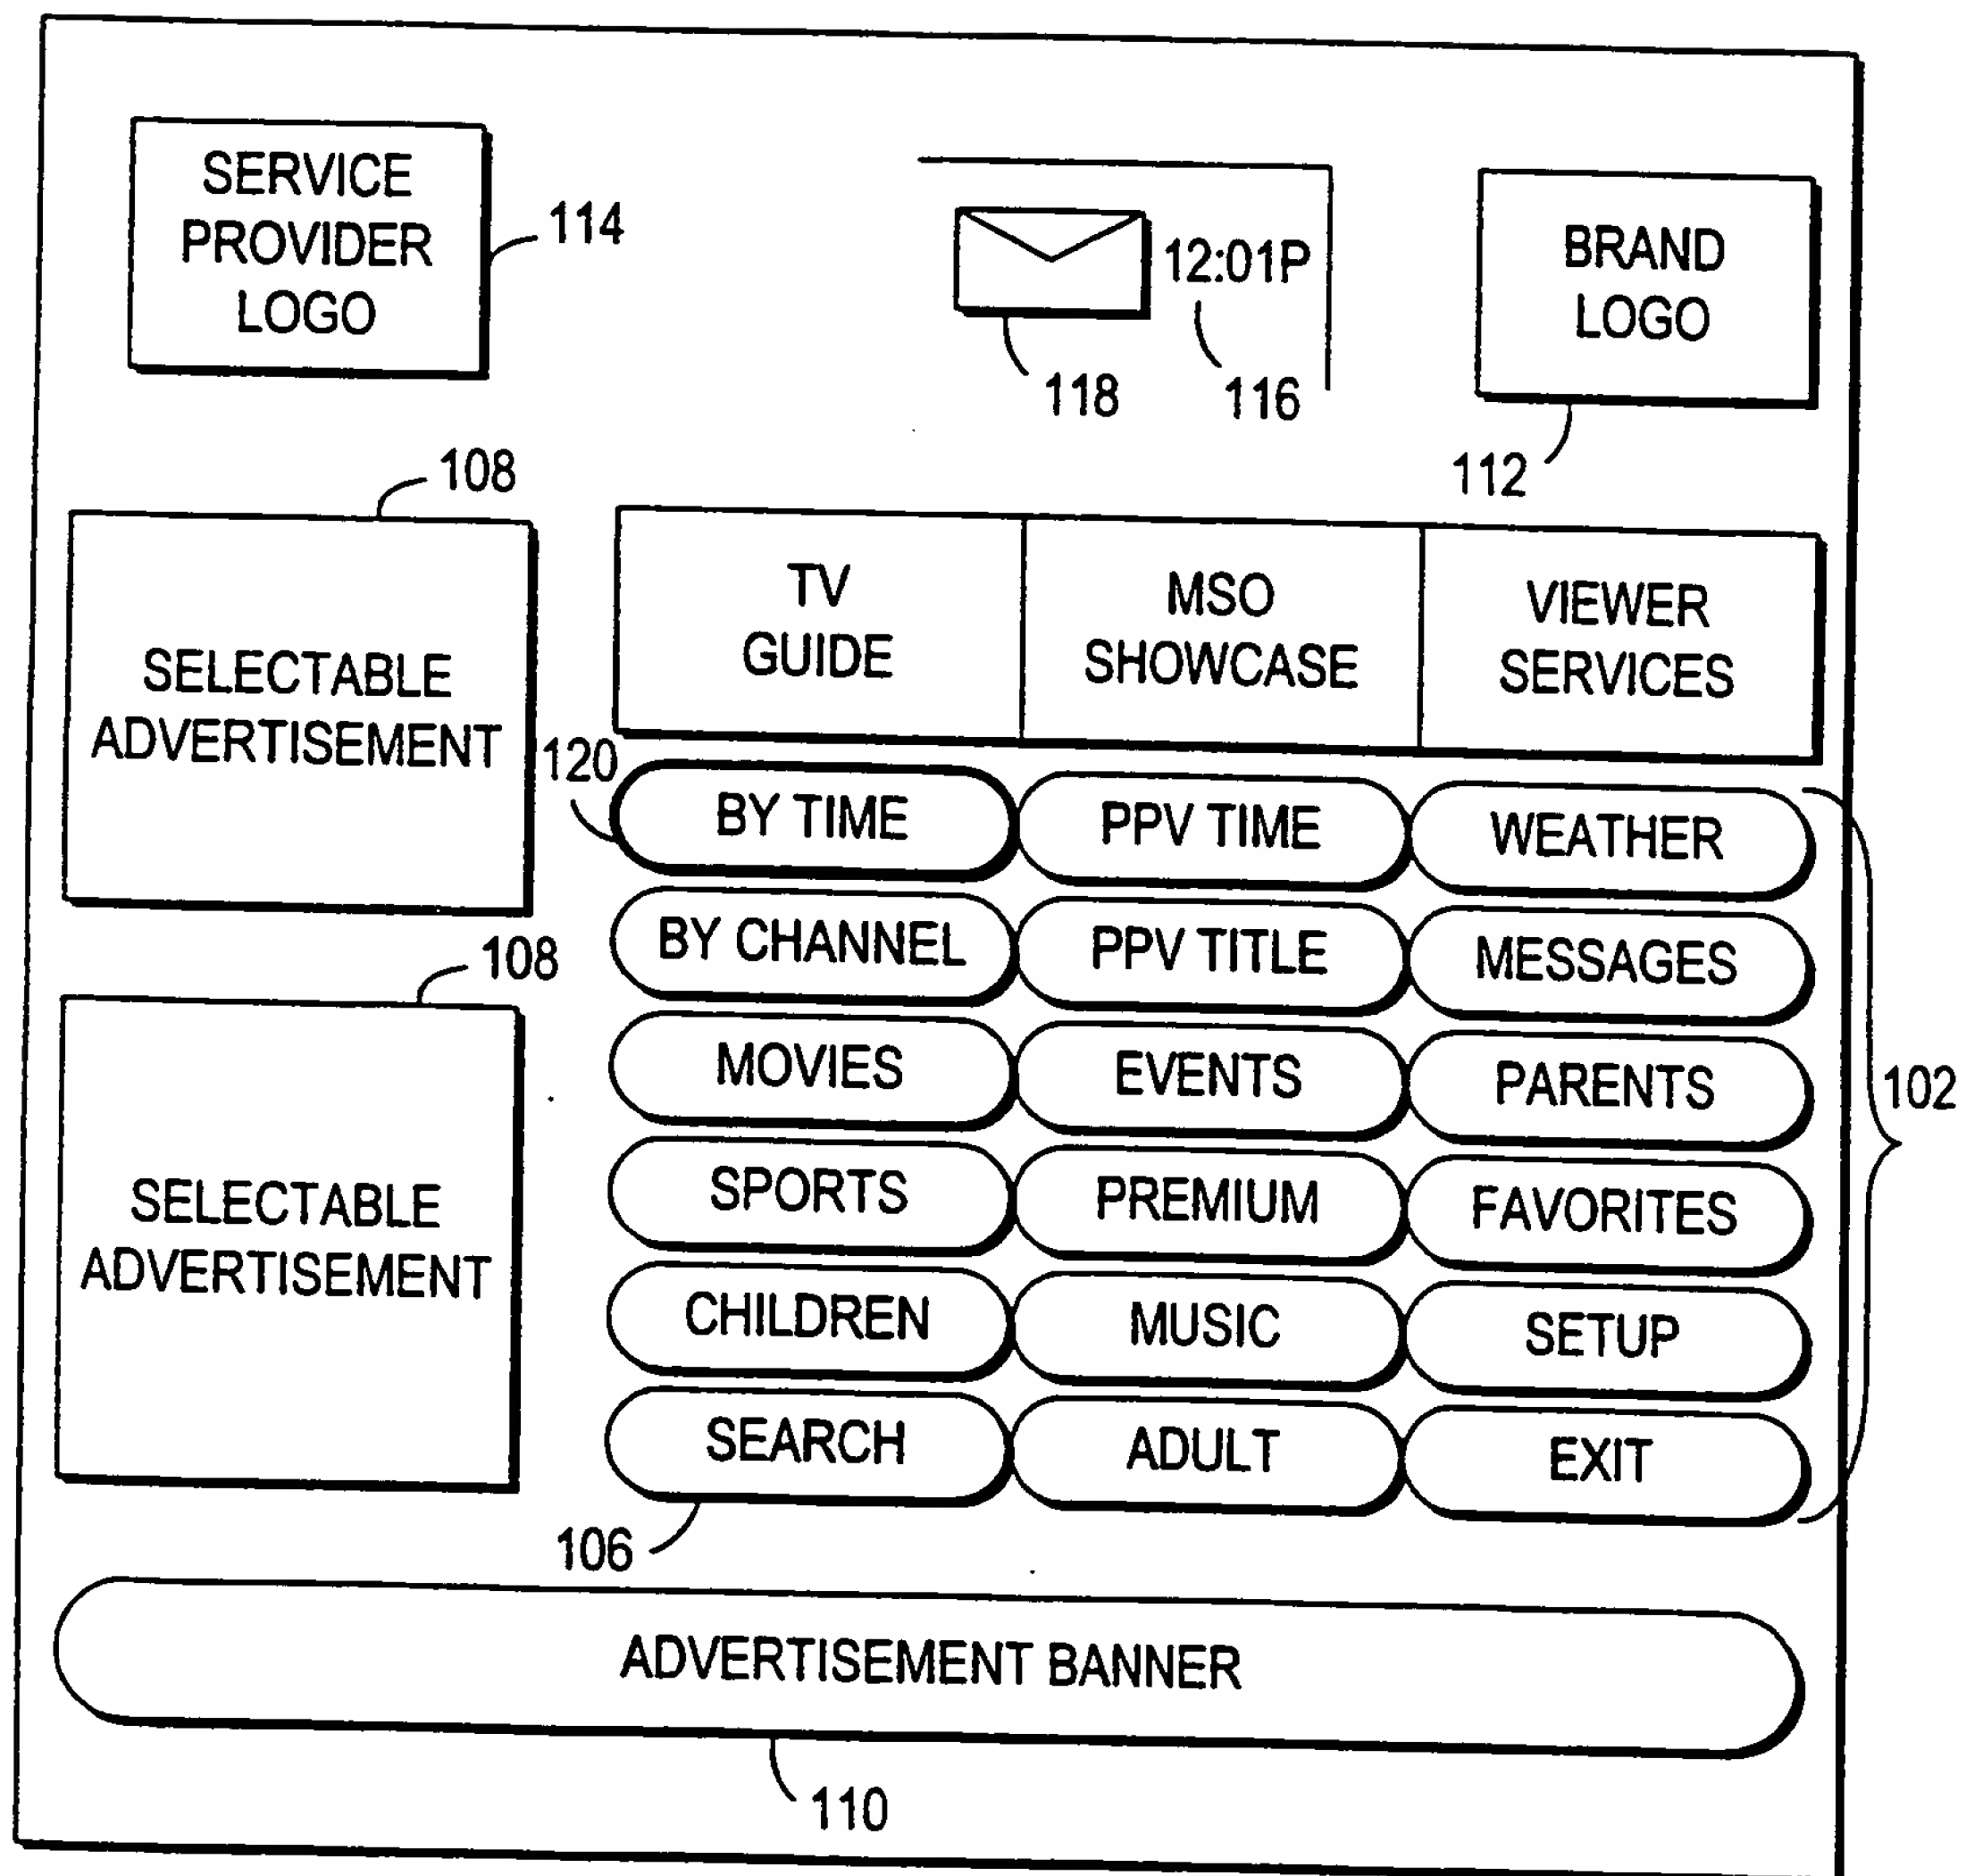 SERVICE
PROVIDER
LOGO
114
12:01P
118
116
BRAND
LOGO
112
108
SELECTABLE
ADVERTISEMENT
108
SELECTABLE
ADVERTISEMENT
TV
GUIDE
MSO
SHOWCASE
VIEWER
SERVICES
120
BY TIME
PPV TIME
WEATHER
BY CHANNEL
PPV TITLE
MESSAGES
MOVIES
EVENTS
PARENTS
102
SPORTS
PREMIUM
FAVORITES
CHILDREN
MUSIC
SETUP
SEARCH
ADULT
EXIT
106
ADVERTISEMENT BANNER
110